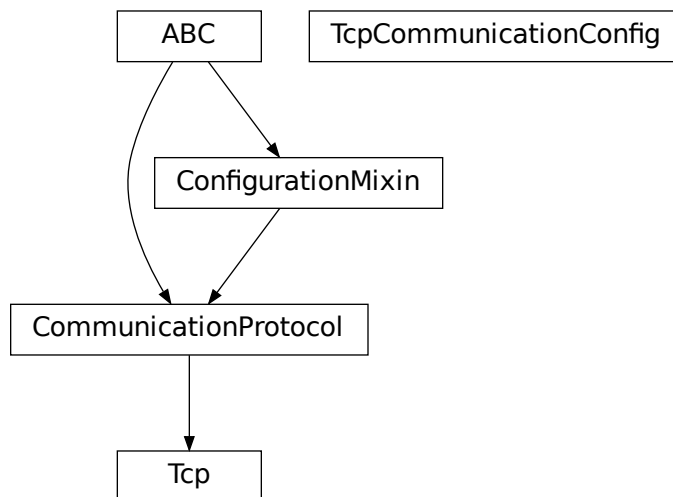 ABC
TcpCommunicationConfig
ConfigurationMixin
CommunicationProtocol
Tcp